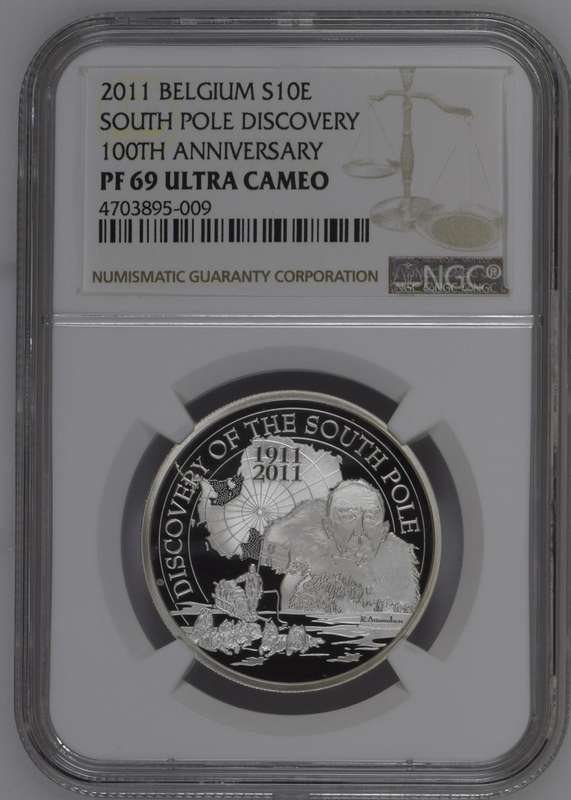 2011 BELGIUM S10E
SOUTH POLE DISCOVERY
100TH ANNIVERSARY
PF 69 ULTRA CAMEO
4703895-009
NUMISMATIC GUARANTY CORPORATION
NGC®
DISCOVERY OF THE SOUTH POLE
1911
2011
R. Amundsen